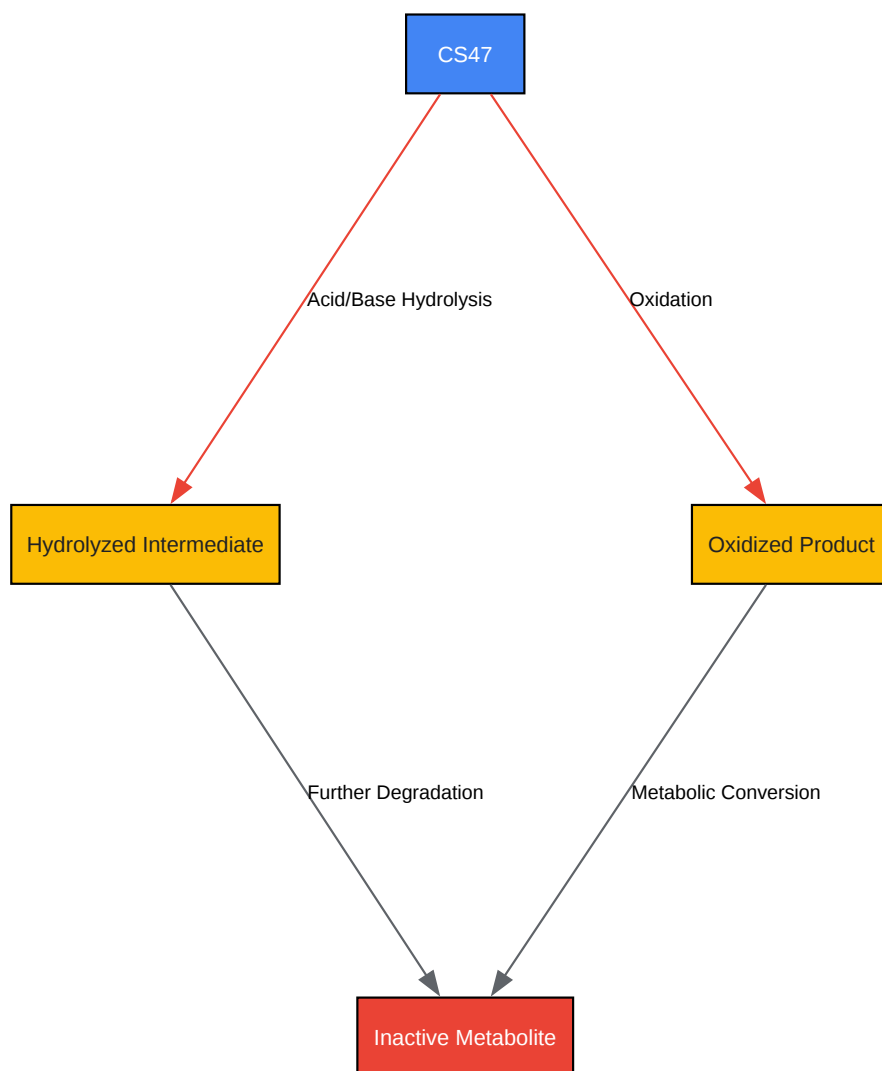 CS47
Acid/Base Hydrolysis
Oxidation
Hydrolyzed Intermediate
Oxidized Product
Further Degradation
Metabolic Conversion
Inactive Metabolite